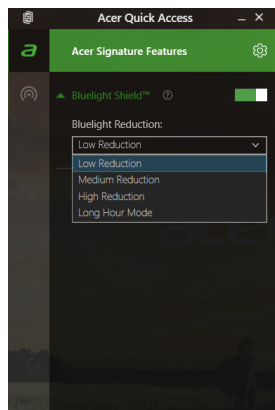 Acer Quick Access
Acer Signature Features
Bluelight Shield™
Bluelight Reduction:
Low Reduction
Low Reduction
Medium Reduction
High Reduction
Long Hour Mode
acer